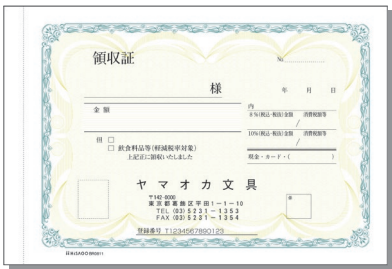 領収証
№
様
年 月 日
金額
内
8%(税込・税抜)金額 消費税額等
/
10%(税込・税抜)金額 消費税額等
/
但 □
□ 飲食料品等(軽減税率対象)
上記正に領収いたしました
現金・カード・( )
ヤマオカ文具
〒142-0000
東京都葛飾区平田1-1-10
TEL (03) 5231-1353
FAX (03) 5231-1354
登録番号 T1234567890123